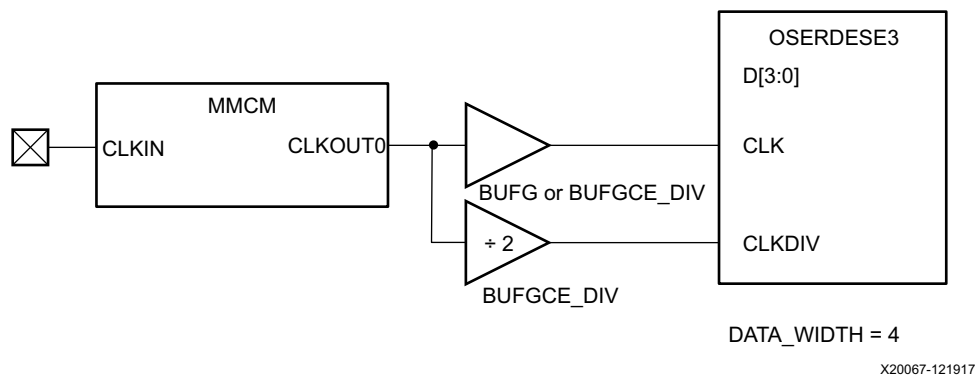 OSERDESE3
D[3:0]
MMCM
CLKIN
CLKOUT0
CLK
BUFG or BUFGCE_DIV
÷ 2
CLKDIV
BUFGCE_DIV
DATA_WIDTH = 4
X20067-121917